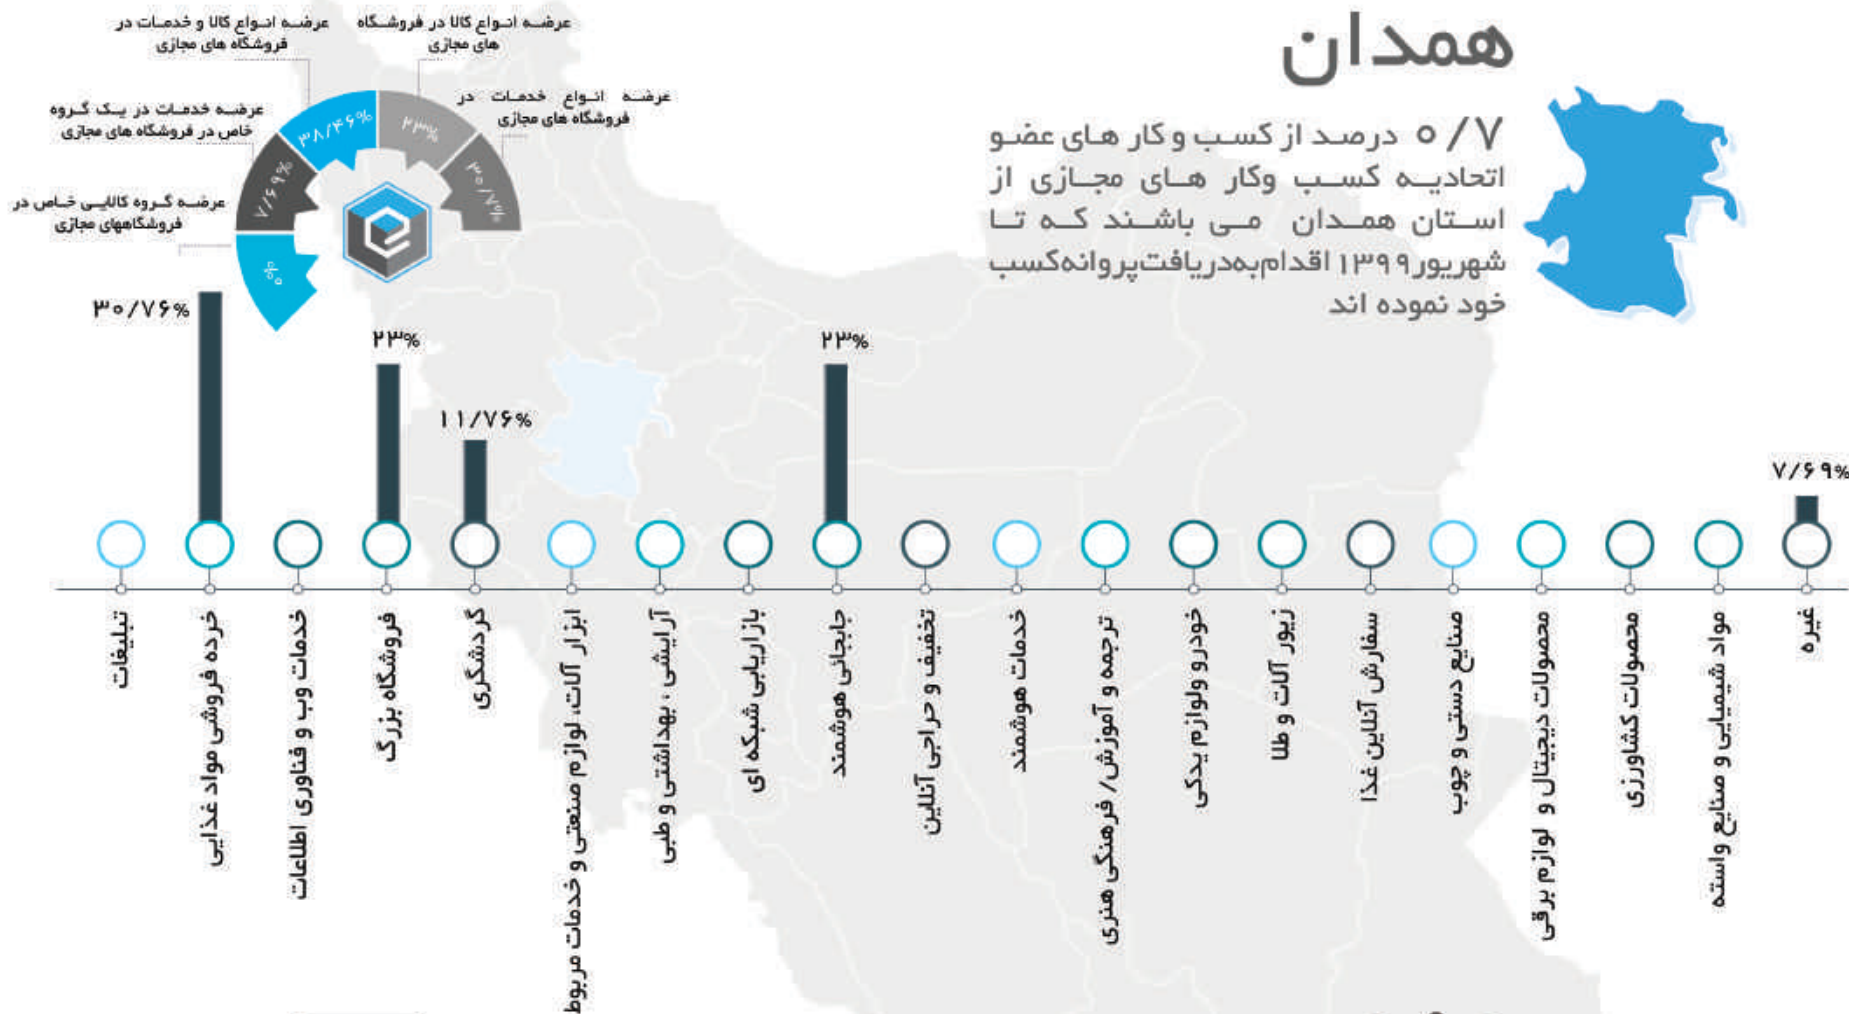 همدان
۰/۷ درصد از کسب و کار های عضو
اتحادیه کسب وکار های مجازی از
استان همدان می باشند که تا
شهریور۱۳۹۹ اقدام‌به‌دریافت‌پروانه‌کسب
خود نموده اند
عرضه انواع کالا در فروشگاه
های مجازی
عرضه انواع کالا و خدمات در
فروشگاه های مجازی
عرضه انواع خدمات در
فروشگاه های مجازی
عرضه خدمات در یک گروه
خاص در فروشگاه های مجازی
عرضه گروه کالایی خاص در
فروشگاههای مجازی
۳۰/۷%
۲۳%
۳۸/۴۶%
۷/۶۹%
۰%
۳۰/۷۶%
۲۳%
۱۱/۷۶%
۲۳%
۷/۶۹%
تبلیغات
خرده فروشی مواد غذایی
خدمات وب و فناوری اطلاعات
فروشگاه بزرگ
گردشگری
ابزار آلات، لوازم صنعتی و خدمات مربوط
آرایشی ، بهداشتی و طبی
بازاریابی شبکه ای
جابجائی هوشمند
تخفیف و حراجی آنلاین
خدمات هوشمند
ترجمه و آموزش/ فرهنگی هنری
خودرو ولوازم یدکی
زیور آلات و طلا
سفارش آنلاین غذا
صنایع دستی و چوب
محصولات دیجیتال و لوازم برقی
محصولات کشاورزی
مواد شیمیایی و صنایع واسته
غیره